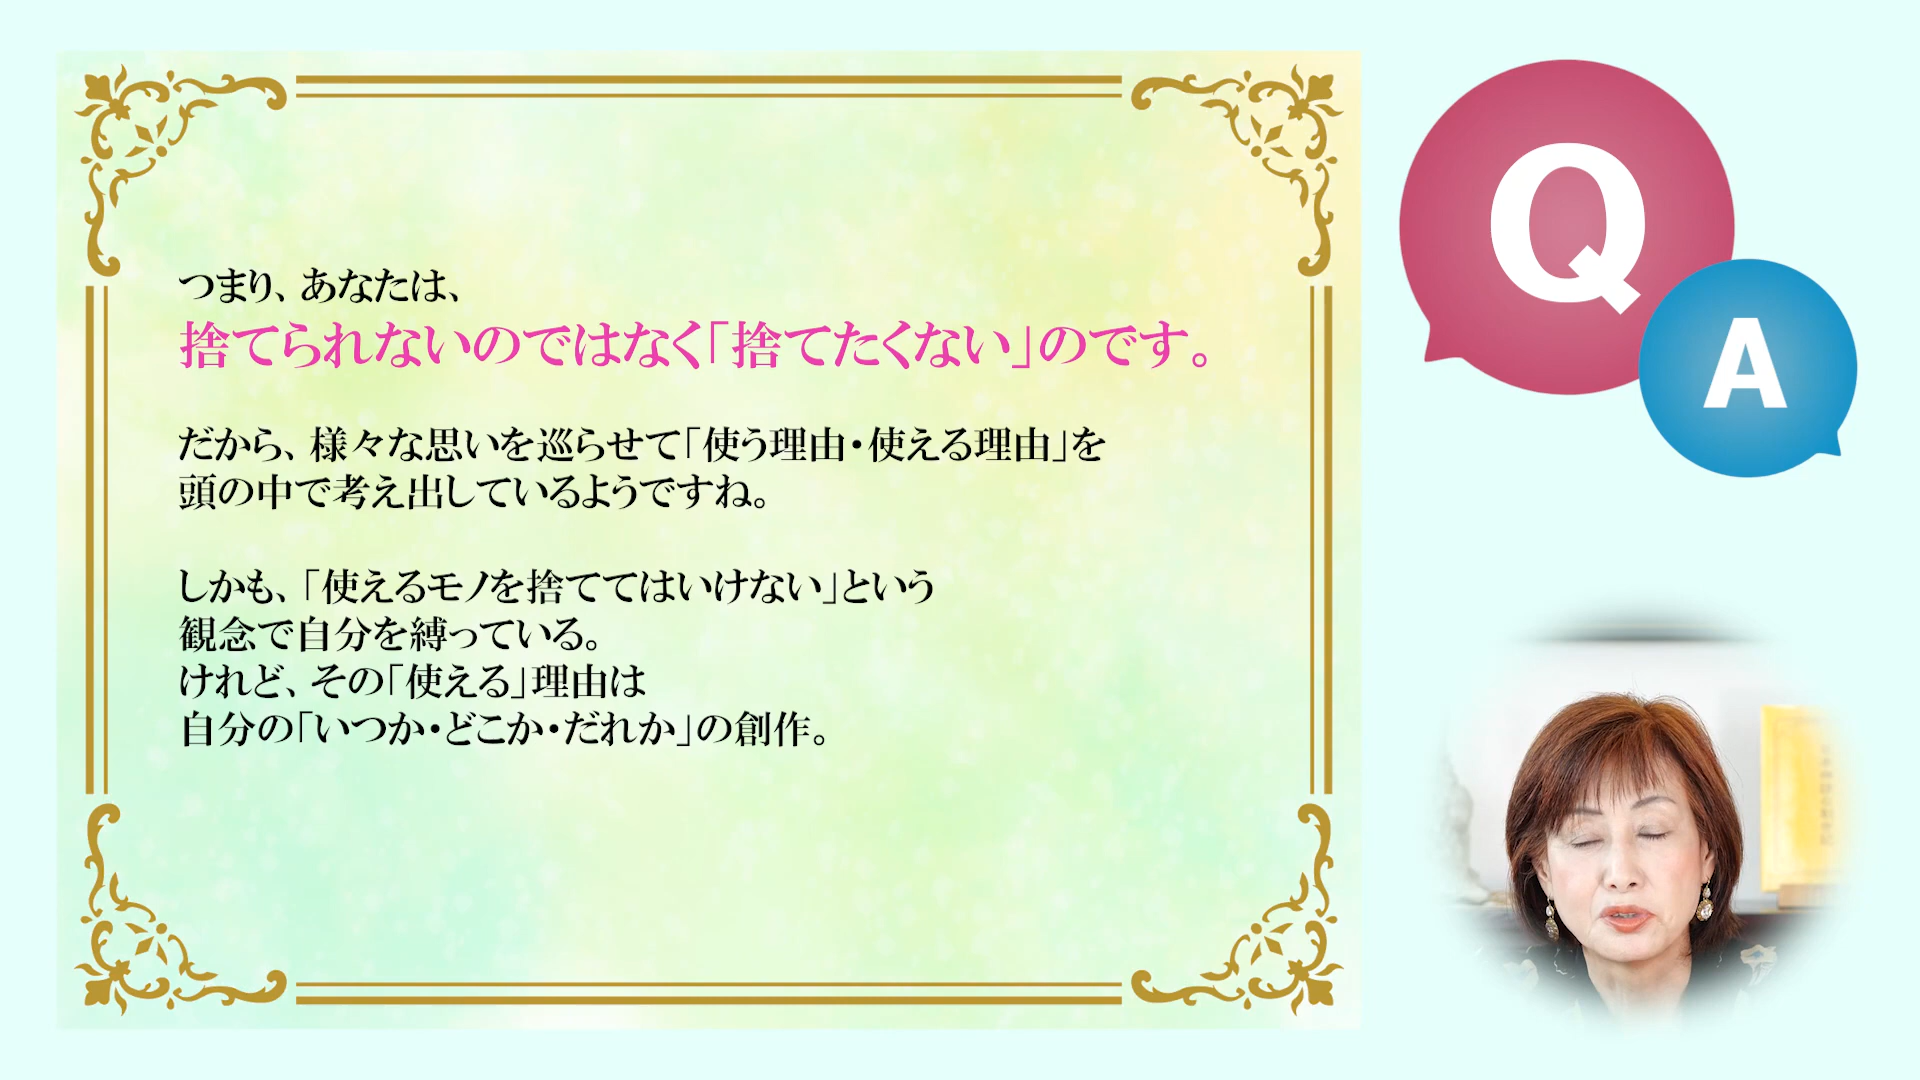 つまり、あなたは、
捨てられないのではなく「捨てたくない」のです。
だから、様々な思いを巡らせて「使う理由・使える理由」を
頭の中で考え出しているようですね。
しかも、「使えるモノを捨ててはいけない」という
観念で自分を縛っている。
けれど、その「使える」理由は
自分の「いつか・どこか・だれか」の創作。
Q
A